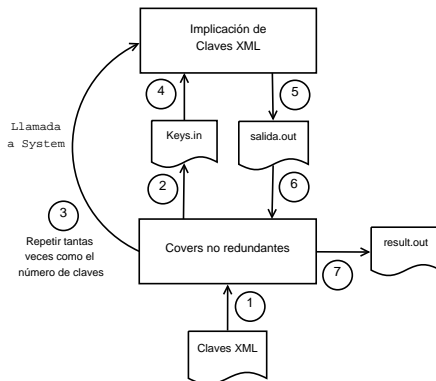 Implicación de
Claves XML
4
5
Llamada
a System
Keys.in
salida.out
2
6
3
Repetir tantas
veces como el
número de claves
Covers no redundantes
result.out
7
1
Claves XML